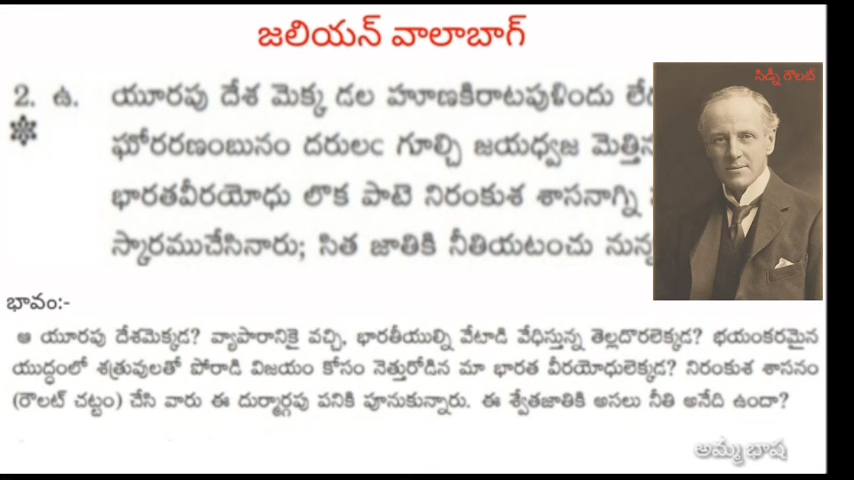 జలియన్ వాలాబాగ్
సిడ్నీ రౌలట్
2. ఉ. యూరపు దేశ మెక్క డల హూణకిరాటపుళిందు లే
ఘోరరణంబునం దరులఁ గూల్చి జయధ్వజ మెత్తిన
భారతవీరయోధు లొక పాటె నిరంకుశ శాసనాగ్ని
స్కారముచేసినారు; సిత జాతికి నీతియటంచు నున్న
భావం:-
ఆ యూరపు దేశమెక్కడ? వ్యాపారానికై వచ్చి, భారతీయుల్ని వేటాడి వేధిస్తున్న తెల్లదొరలెక్కడ? భయంకరమైన
యుద్ధంలో శత్రువులతో పోరాడి విజయం కోసం నెత్తురోడిన మా భారత వీరయోధులెక్కడ? నిరంకుశ శాసనం
(రౌలట్ చట్టం) చేసి వారు ఈ దుర్మార్గపు పనికి పూనుకున్నారు. ఈ శ్వేతజాతికి అసలు నీతి అనేది ఉందా?
అమ్మ భాష